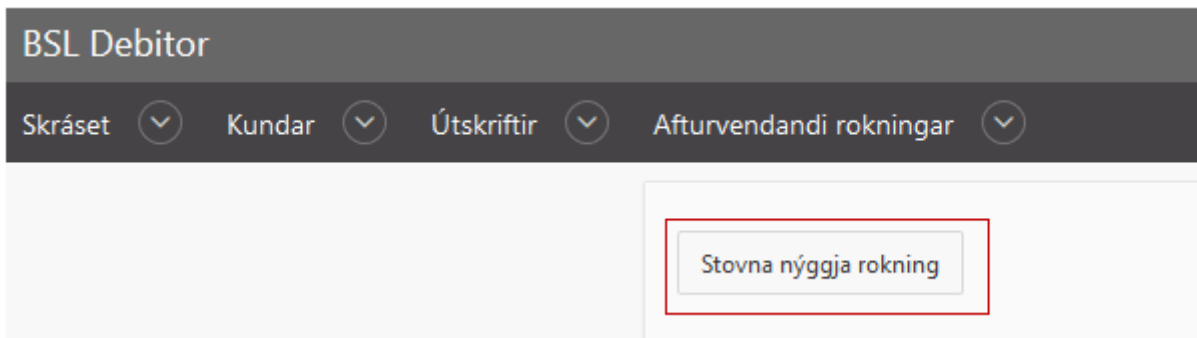 BSL Debitor
Skráset Kundar Útskriftir Afturvendandi rokningar
Stovna nýggja rokning